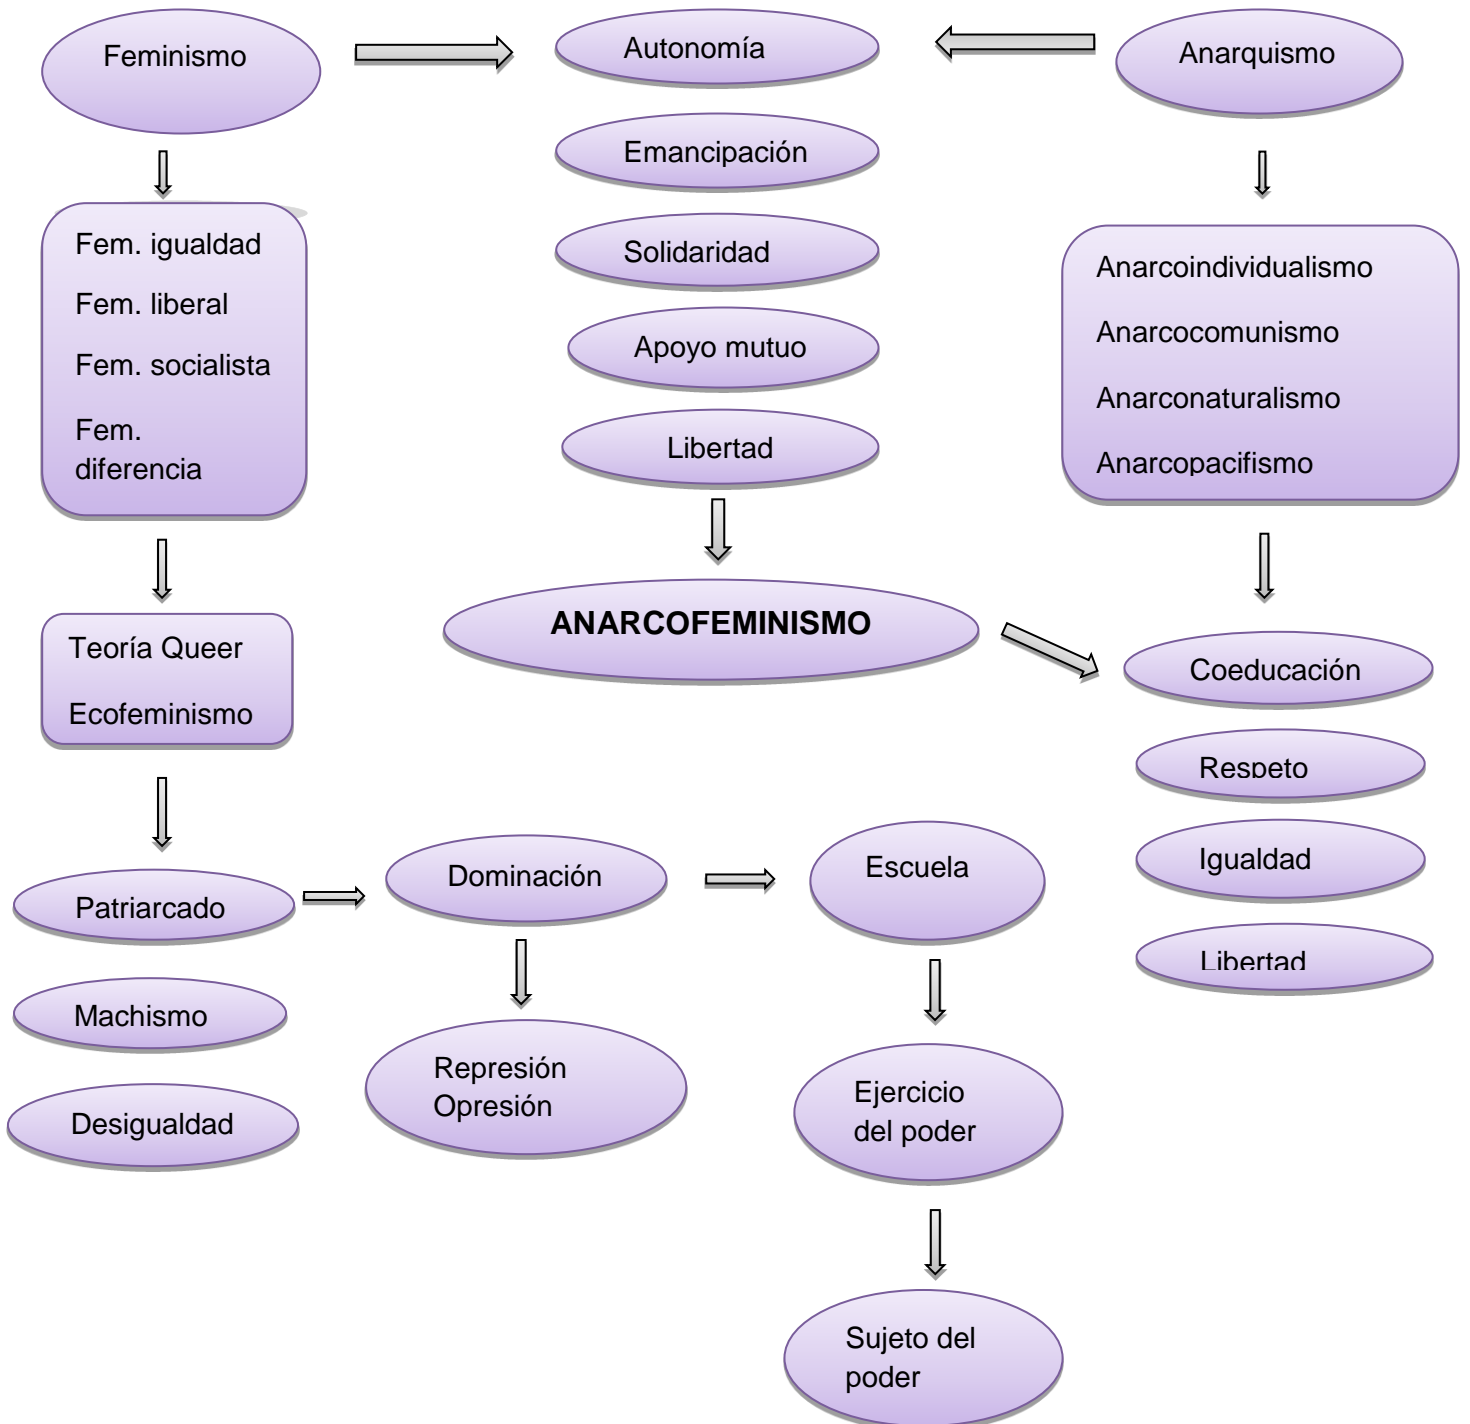 Feminismo
Autonomía
Anarquismo
Emancipación
Solidaridad
Apoyo mutuo
Libertad
Fem. igualdad
Fem. liberal
Fem. socialista
Fem.
diferencia
Anarcoindividualismo
Anarcocomunismo
Anarconaturalismo
Anarcopacifismo
ANARCOFEMINISMO
Teoría Queer
Ecofeminismo
Coeducación
Respeto
Igualdad
Libertad
Patriarcado
Machismo
Desigualdad
Dominación
Represión
Opresión
Escuela
Ejercicio
del poder
Sujeto del
poder